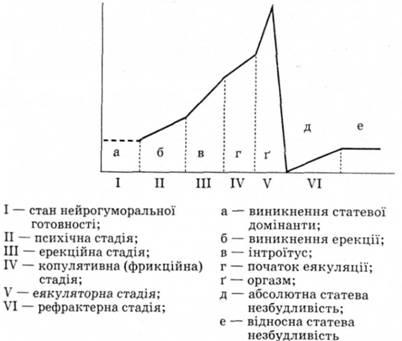 а
б
в
г
ґ
д
е
I
II
III
IV
V
VI
I — стан нейрогуморальної
готовності;
II — психічна стадія;
III — ерекційна стадія;
IV — копулятивна (фрикційна)
стадія;
V — еякуляторна стадія;
VI — рефрактерна стадія;
а — виникнення статевої
домінанти;
б — виникнення ерекції;
в — інтроїтус;
г — початок еякуляції;
ґ — оргазм;
д — абсолютна статева
незбудливість;
е — відносна статева
незбудливість